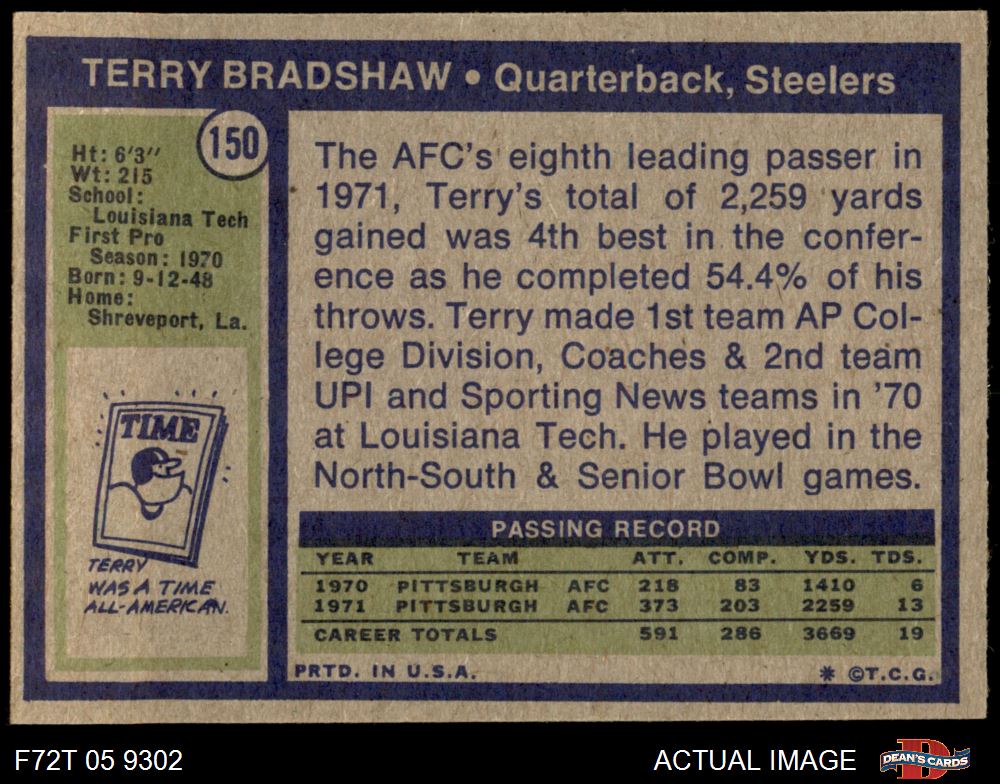 TERRY BRADSHAW • Quarterback, Steelers
150
Ht: 6'3''
Wt: 215
School:
Louisiana Tech
First Pro
Season: 1970
Born: 9-12-48
Home:
Shreveport, La.
TIME
TERRY
WAS A TIME
ALL-AMERICAN.
The AFC's eighth leading passer in
1971, Terry's total of 2,259 yards
gained was 4th best in the confer-
ence as he completed 54.4% of his
throws. Terry made 1st team AP Col-
lege Division, Coaches & 2nd team
UPI and Sporting News teams in '70
at Louisiana Tech. He played in the
North-South & Senior Bowl games.
PASSING RECORD
YEAR TEAM ATT. COMP. YDS. TDS.
1970 PITTSBURGH AFC 218 83 1410 6
1971 PITTSBURGH AFC 373 203 2259 13
CAREER TOTALS 591 286 3669 19
PRTD. IN U.S.A. * ©T.C.G.
F72T 05 9302 ACTUAL IMAGE DEAN'S CARDS